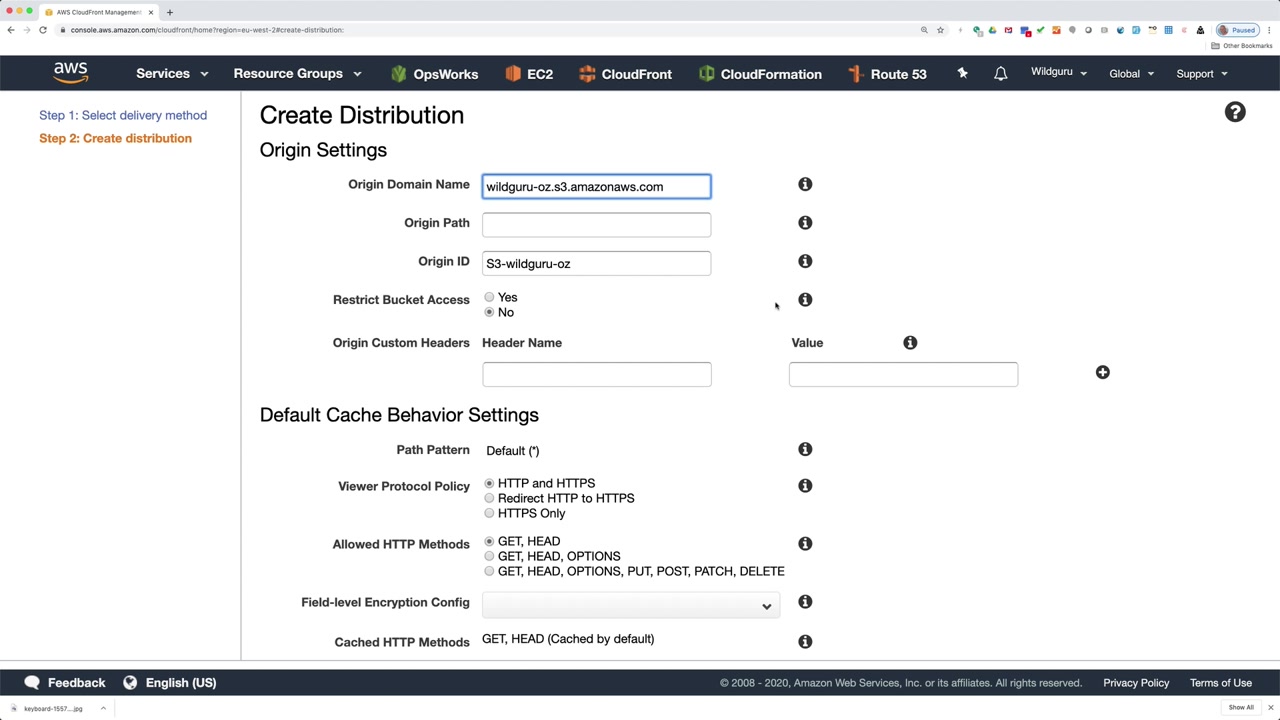 AWS CloudFront Management
console.aws.amazon.com/cloudfront/home?region=eu-west-2#create-distribution:
Paused
Other Bookmarks
aws
Services
Resource Groups
OpsWorks
EC2
CloudFront
CloudFormation
Route 53
Wildguru
Global
Support
Step 1: Select delivery method
Step 2: Create distribution
Create Distribution
Origin Settings
Origin Domain Name
wildguru-oz.s3.amazonaws.com
Origin Path
Origin ID
S3-wildguru-oz
Restrict Bucket Access
Yes
No
Origin Custom Headers
Header Name
Value
Default Cache Behavior Settings
Path Pattern
Default (*)
Viewer Protocol Policy
HTTP and HTTPS
Redirect HTTP to HTTPS
HTTPS Only
Allowed HTTP Methods
GET, HEAD
GET, HEAD, OPTIONS
GET, HEAD, OPTIONS, PUT, POST, PATCH, DELETE
Field-level Encryption Config
Cached HTTP Methods
GET, HEAD (Cached by default)
Feedback
English (US)
© 2008 - 2020, Amazon Web Services, Inc. or its affiliates. All rights reserved.
Privacy Policy
Terms of Use
keyboard-1557....jpg
Show All